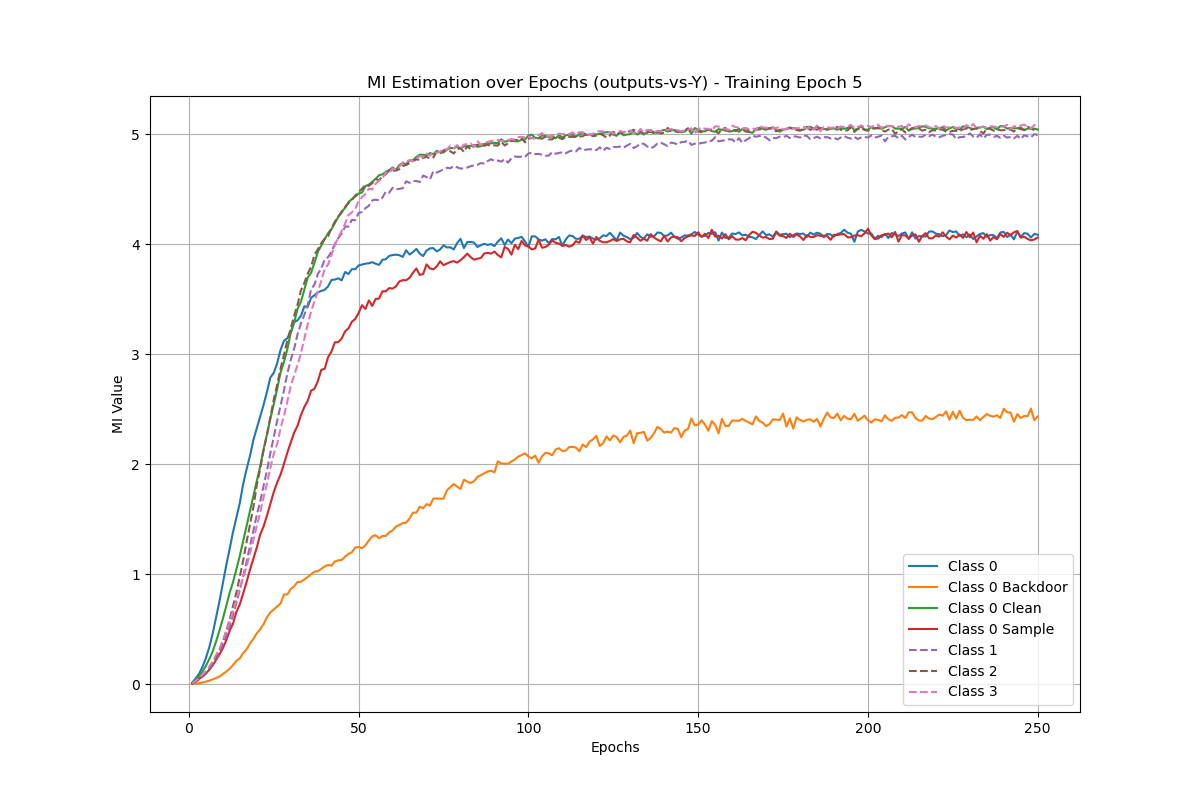 MI Estimation over Epochs (outputs-vs-Y) - Training Epoch 5
MI Value
5
4
3
2
1
0
0
50
100
150
200
250
Epochs
Class 0
Class 0 Backdoor
Class 0 Clean
Class 0 Sample
Class 1
Class 2
Class 3